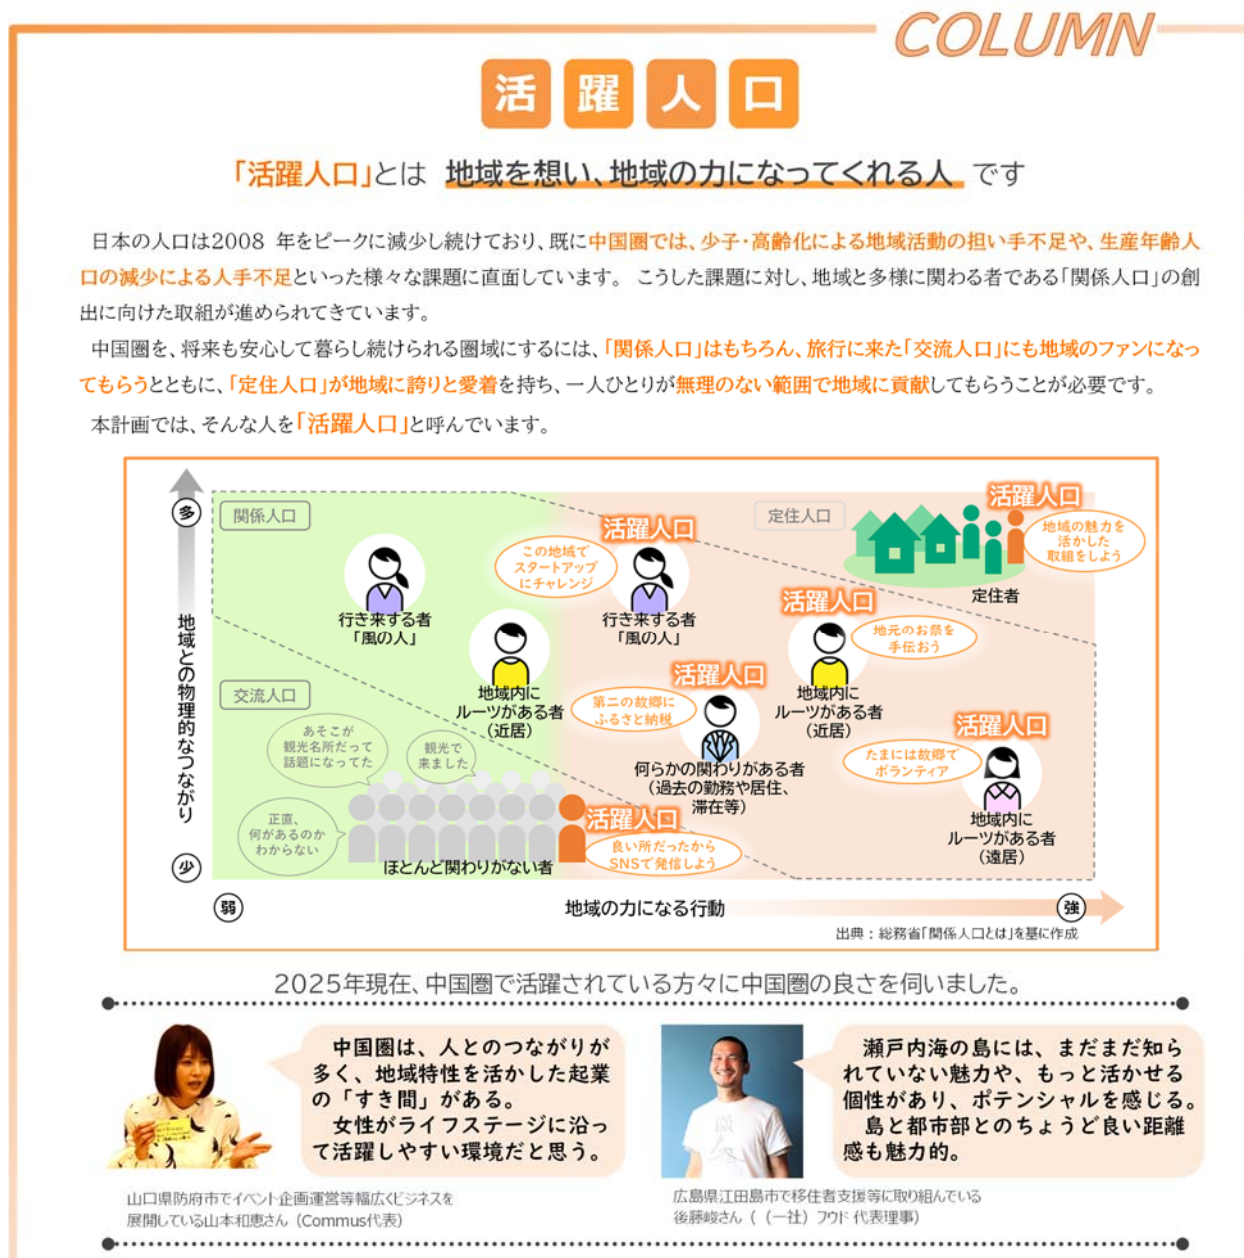 COLUMN
活躍人口
「活躍人口」とは 地域を想い、地域の力になってくれる人 です
日本の人口は2008 年をピークに減少し続けており、既に中国圏では、少子・高齢化による地域活動の担い手不足や、生産年齢人
口の減少による人手不足といった様々な課題に直面しています。 こうした課題に対し、地域と多様に関わる者である「関係人口」の創
出に向けた取組が進められてきています。
中国圏を、将来も安心して暮らし続けられる圏域にするには、「関係人口」はもちろん、旅行に来た「交流人口」にも地域のファンになっ
てもらうとともに、「定住人口」が地域に誇りと愛着を持ち、一人ひとりが無理のない範囲で地域に貢献してもらうことが必要です。
本計画では、そんな人を「活躍人口」と呼んでいます。
多
地域との物理的なつながり
少
関係人口
行き来する者
「風の人」
地域内に
ルーツがある者
(近居)
この地域で
スタートアップ
にチャレンジ
活躍人口
行き来する者
「風の人」
定住人口
活躍人口
地域の魅力を
活かした
取組をしよう
定住者
活躍人口
地元のお祭を
手伝おう
地域内に
ルーツがある者
(近居)
活躍人口
第二の故郷に
ふるさと納税
何らかの関わりがある者
(過去の勤務や居住、
滞在等)
活躍人口
たまには故郷で
ボランティア
地域内に
ルーツがある者
(遠居)
交流人口
あそこが
観光名所だって
話題になってた
観光で
来ました
正直、
何があるのか
わからない
ほとんど関わりがない者
活躍人口
良い所だったから
SNSで発信しよう
弱
地域の力になる行動
強
出典：総務省「関係人口とは」を基に作成
2025年現在、中国圏で活躍されている方々に中国圏の良さを伺いました。
中国圏は、人とのつながりが
多く、地域特性を活かした起業
の「すき間」がある。
女性がライフステージに沿っ
て活躍しやすい環境だと思う。
山口県防府市でイベント企画運営等幅広くビジネスを
展開している山本和恵さん（Commus代表）
瀬戸内海の島には、まだまだ知ら
れていない魅力や、もっと活かせる
個性があり、ポテンシャルを感じる。
島と都市部とのちょうど良い距離
感も魅力的。
広島県江田島市で移住者支援等に取り組んでいる
後藤峻さん（（一社）フウド 代表理事）